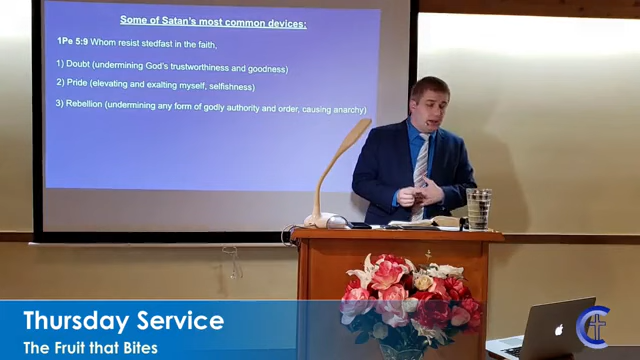 Some of Satan's most common devices:
1Pe 5:9 Whom resist stedfast in the faith,
1) Doubt (undermining God's trustworthiness and goodness)
2) Pride (elevating and exalting myself, selfishness)
3) Rebellion (undermining any form of godly authority and order, causing anarchy)
Thursday Service
The Fruit that Bites